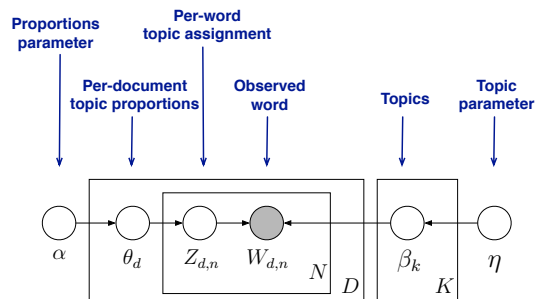 Proportions
parameter
Per-word
topic assignment
Per-document
topic proportions
Observed
word
Topics
Topic
parameter
α
θd
Zd,n
Wd,n
N
D
βk
K
η